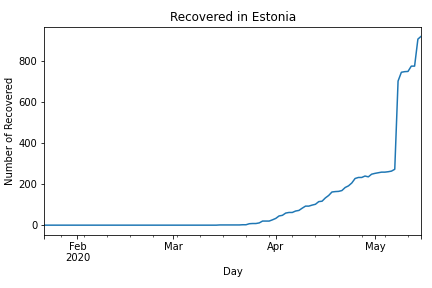 Recovered in Estonia
Number of Recovered
800
600
400
200
0
Feb
2020
Mar
Apr
May
Day